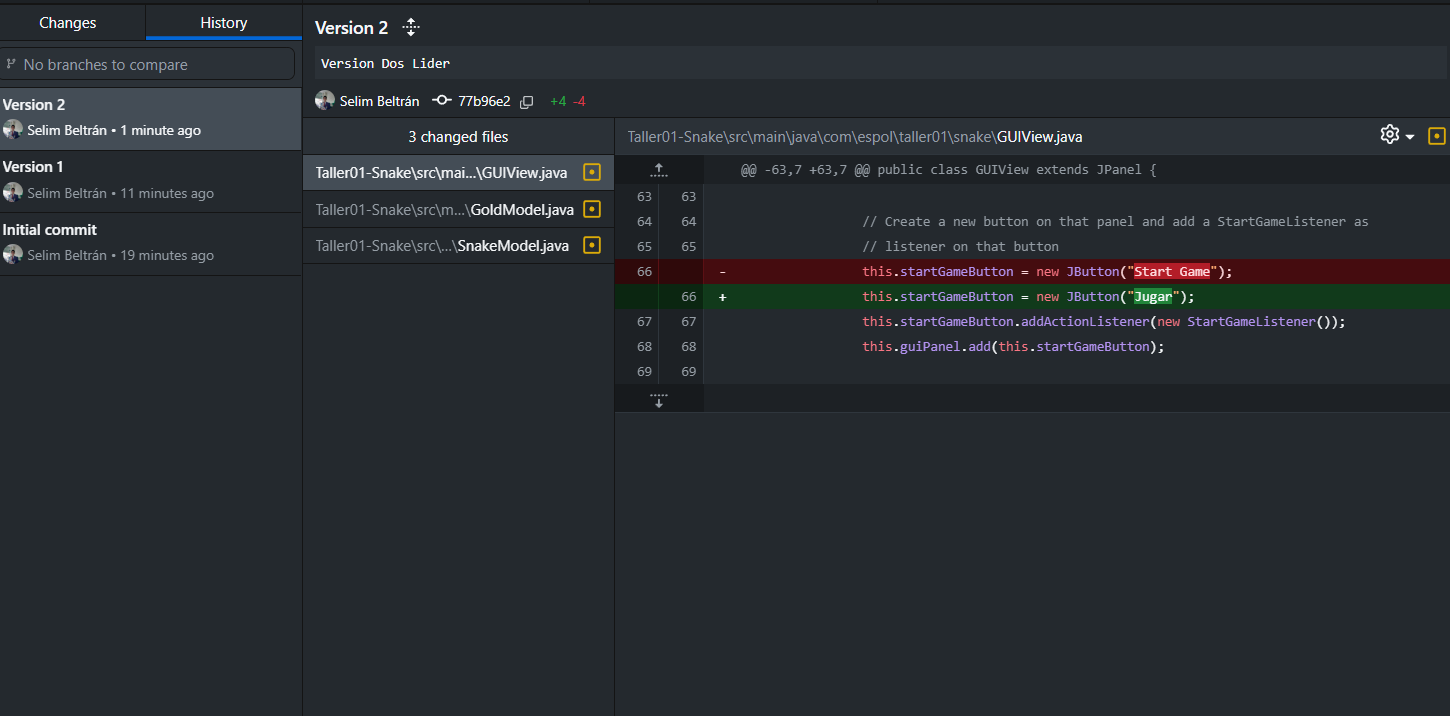 Changes
History
No branches to compare
Version 2
Selim Beltrán • 1 minute ago
Version 1
Selim Beltrán • 11 minutes ago
Initial commit
Selim Beltrán • 19 minutes ago
Version 2
Version Dos Lider
Selim Beltrán 77b96e2 +4 -4
3 changed files
Taller01-Snake\src\mai...\GUIView.java
Taller01-Snake\src\m...\GoldModel.java
Taller01-Snake\src\...\SnakeModel.java
Taller01-Snake\src\main\java\com\espol\taller01\snake\GUIView.java
@@ -63,7 +63,7 @@ public class GUIView extends JPanel {
63 63
64 64 // Create a new button on that panel and add a StartGameListener as
65 65 // listener on that button
66 - this.startGameButton = new JButton("Start Game");
66 + this.startGameButton = new JButton("Jugar");
67 67 this.startGameButton.addActionListener(new StartGameListener());
68 68 this.guiPanel.add(this.startGameButton);
69 69